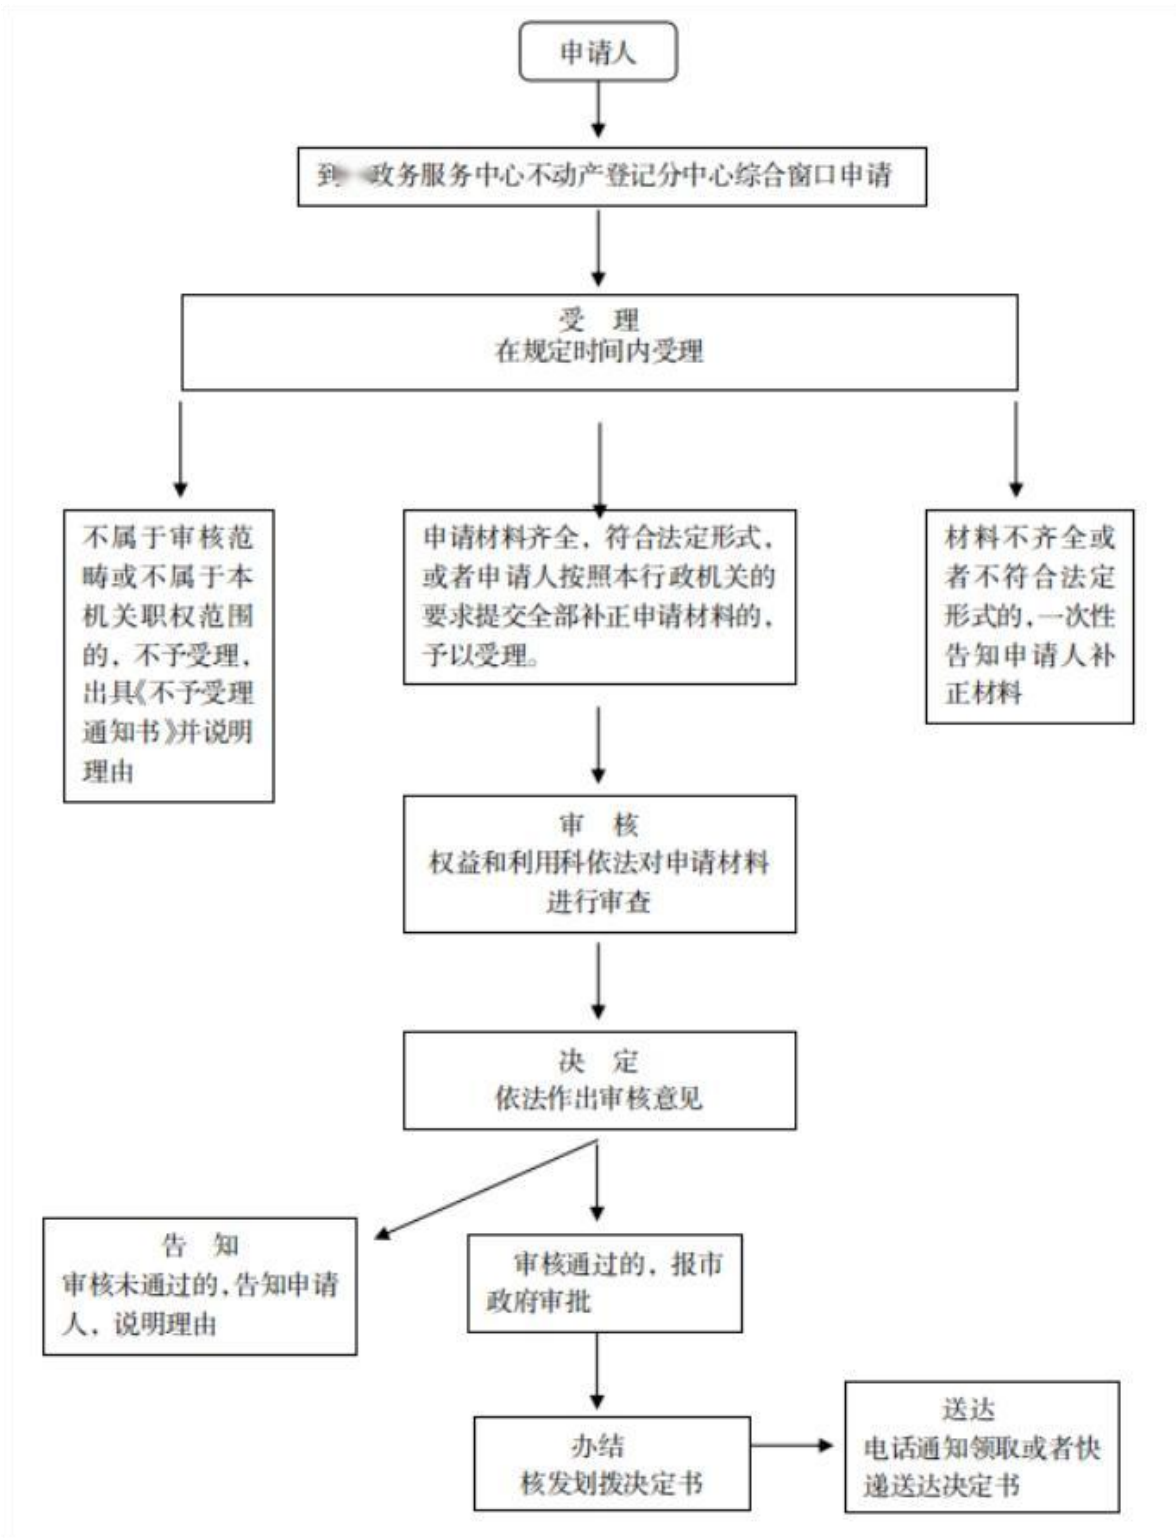 申请人
到 政务服务中心不动产登记分中心综合窗口申请
受 理
在规定时间内受理
不属于审核范
畴或不属于本
机关职权范围
的，不予受理，
出具《不予受理
通知书》并说明
理由
申请材料齐全，符合法定形式，
或者申请人按照本行政机关的
要求提交全部补正申请材料的，
予以受理。
材料不齐全或
者不符合法定
形式的，一次性
告知申请人补
正材料
审 核
权益和利用科依法对申请材料
进行审查
决 定
依法作出审核意见
告 知
审核未通过的，告知申请
人，说明理由
审核通过的，报市
政府审批
办结
核发划拨决定书
送达
电话通知领取或者快
递送达决定书